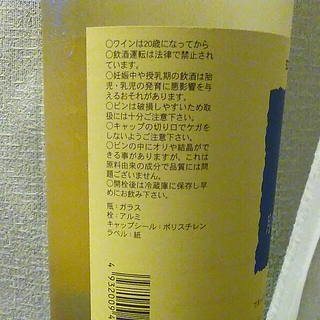 ○ワインは20歳になってから
○飲酒運転は法律で禁止され
ています。
○妊娠中や授乳期の飲酒は胎
児・乳児の発育に悪影響を与
えるおそれがあります。
○ビンは破損しやすいため取
扱には十分ご注意下さい。
○キャップの切り口でケガを
しないようご注意下さい。
○ビンの中にオリや結晶がで
きる事がありますが、これは
原料由来の成分で品質には問
題ございません。
○開栓後は冷蔵庫に保存し早
めにお飲み下さい。
瓶：ガラス
栓：アルミ
キャップシール：ポリスチレン
ラベル：紙
4 932009 4